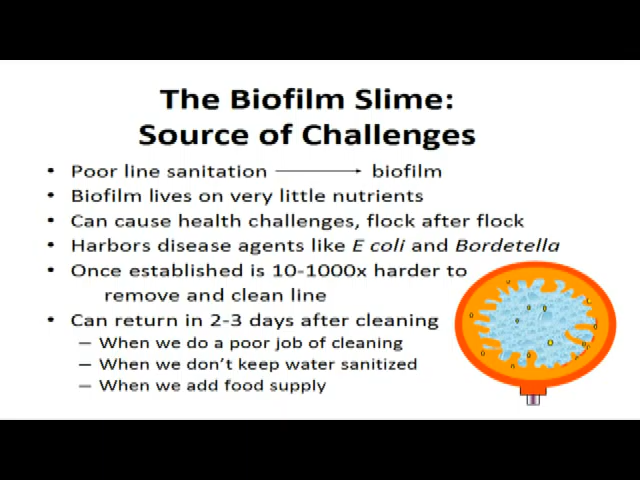 The Biofilm Slime:
Source of Challenges
• Poor line sanitation ⟶ biofilm
• Biofilm lives on very little nutrients
• Can cause health challenges, flock after flock
• Harbors disease agents like E coli and Bordetella
• Once established is 10-1000x harder to
remove and clean line
• Can return in 2-3 days after cleaning
– When we do a poor job of cleaning
– When we don't keep water sanitized
– When we add food supply